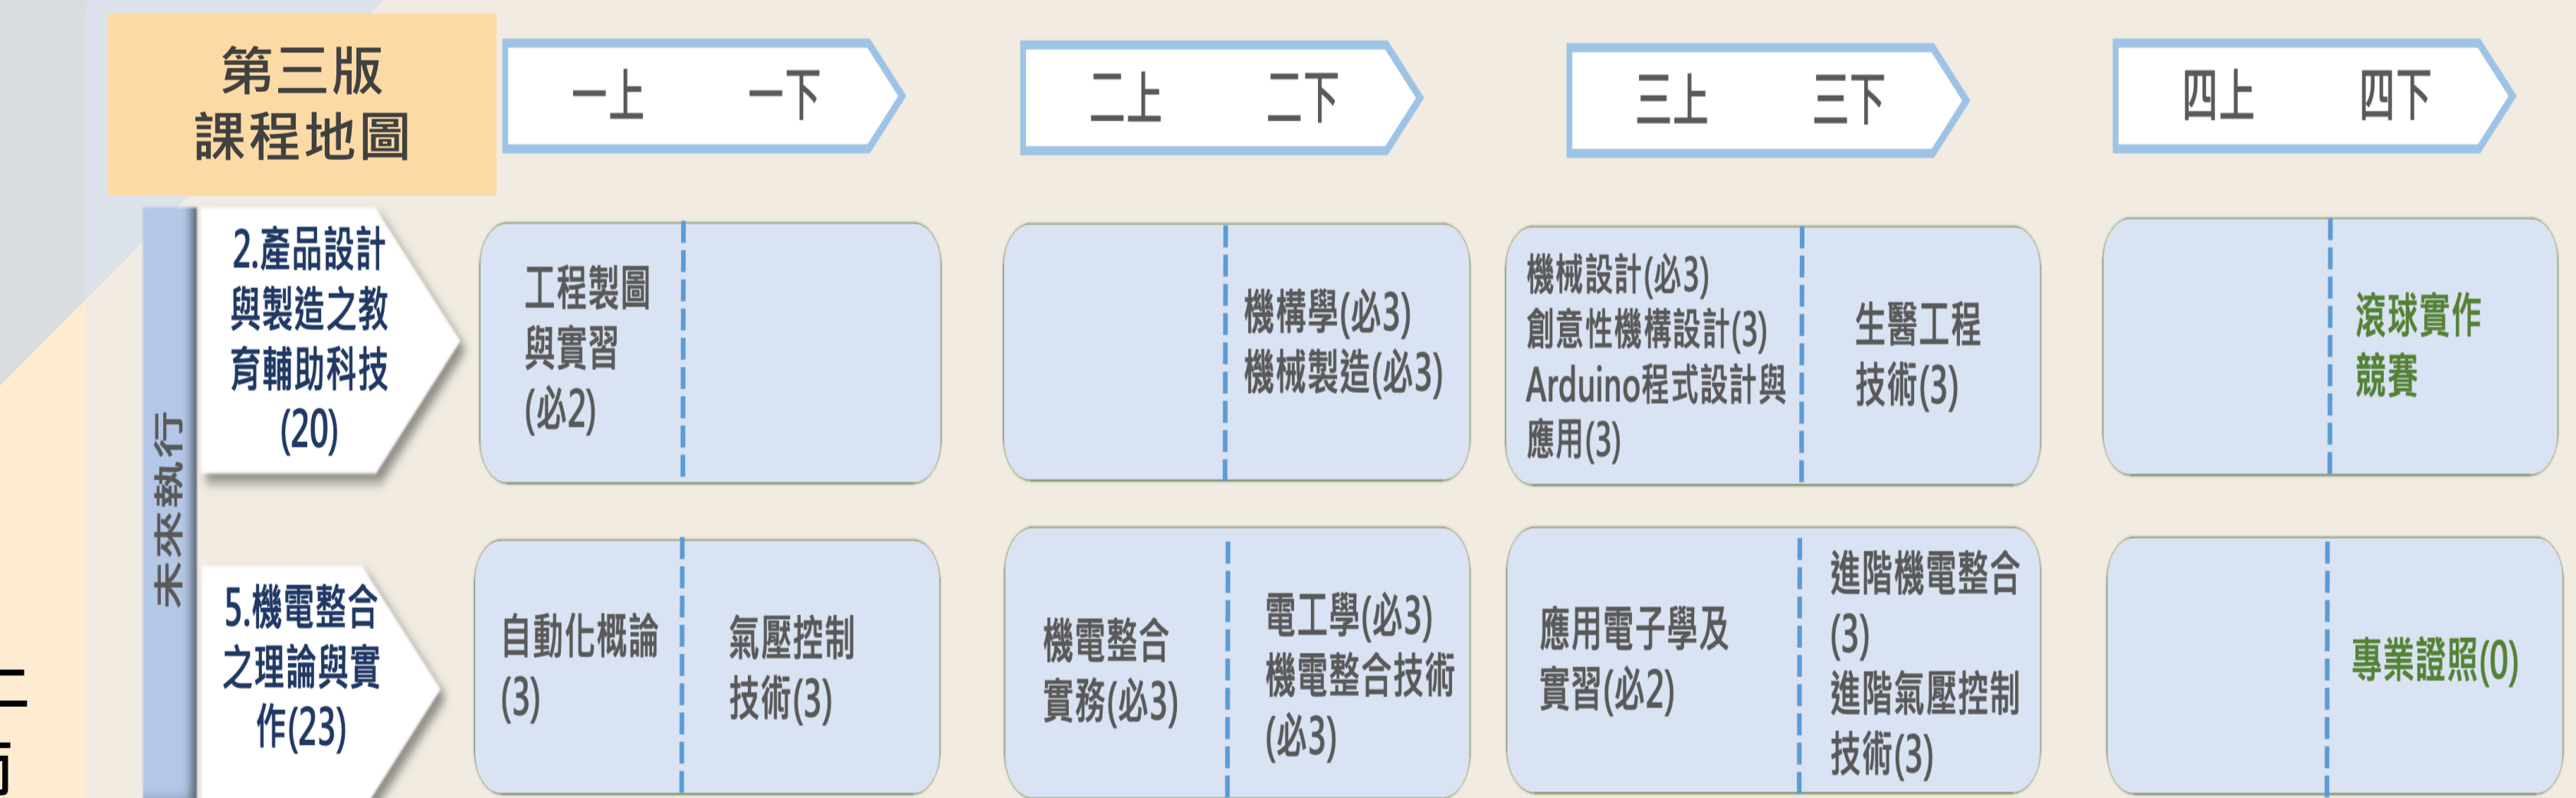 第三版
課程地圖
一上 一下
二上 二下
三上 三下
四上 四下
未來執行
2.產品設計
與製造之教
育輔助科技
(20)
工程製圖
與實習
(必2)
機構學(必3)
機械製造(必3)
機械設計(必3)
創意性機構設計(3)
Arduino程式設計與
應用(3)
生醫工程
技術(3)
滾球實作
競賽
5.機電整合
之理論與實
作(23)
自動化概論
(3)
氣壓控制
技術(3)
機電整合
實務(必3)
電工學(必3)
機電整合技術
(必3)
應用電子學及
實習(必2)
進階機電整合
(3)
進階氣壓控制
技術(3)
專業證照(0)